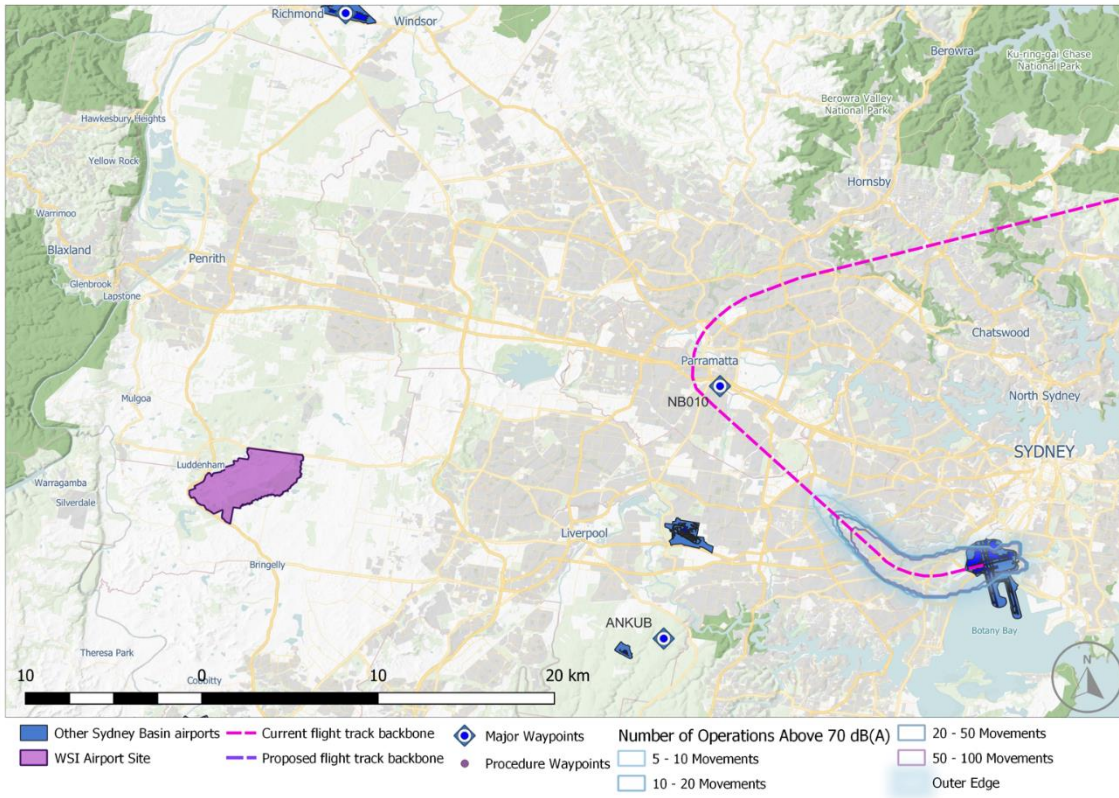 Richmond
Windsor
Berowra
Ku-ring-gai Chase
National Park
Berowra Valley
National Park
Hawkesbury Heights
Yellow Rock
Hornsby
Warrimoo
Blaxland
Penrith
Glenbrook
Lapstone
Chatswood
Parramatta
NB010
North Sydney
Mulgoa
SYDNEY
Luddenham
Warragamba
Silverdale
Liverpool
Bringelly
ANKUB
Botany Bay
Theresa Park
N
Cobbitty
10
0
10
20 km
Other Sydney Basin airports
Current flight track backbone
Major Waypoints
Number of Operations Above 70 dB(A)
20 - 50 Movements
WSI Airport Site
Proposed flight track backbone
Procedure Waypoints
5 - 10 Movements
50 - 100 Movements
10 - 20 Movements
Outer Edge